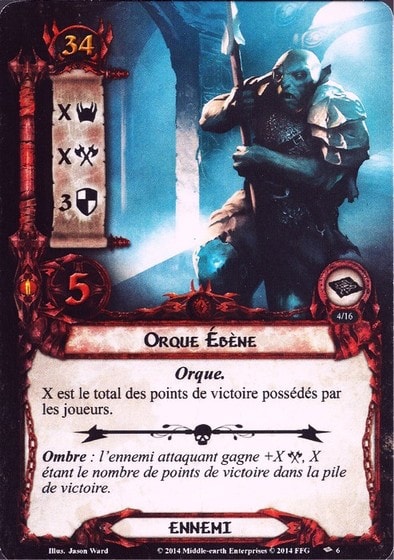 34
X
X
3
5
4/16
Orque Ébène
Orque.
X est le total des points de victoire possédés par
les joueurs.
Ombre : l'ennemi attaquant gagne +X , X
étant le nombre de points de victoire dans la pile
de victoire.
ENNEMI
Illus. Jason Ward
© 2014 Middle-earth Enterprises © 2014 FFG
6